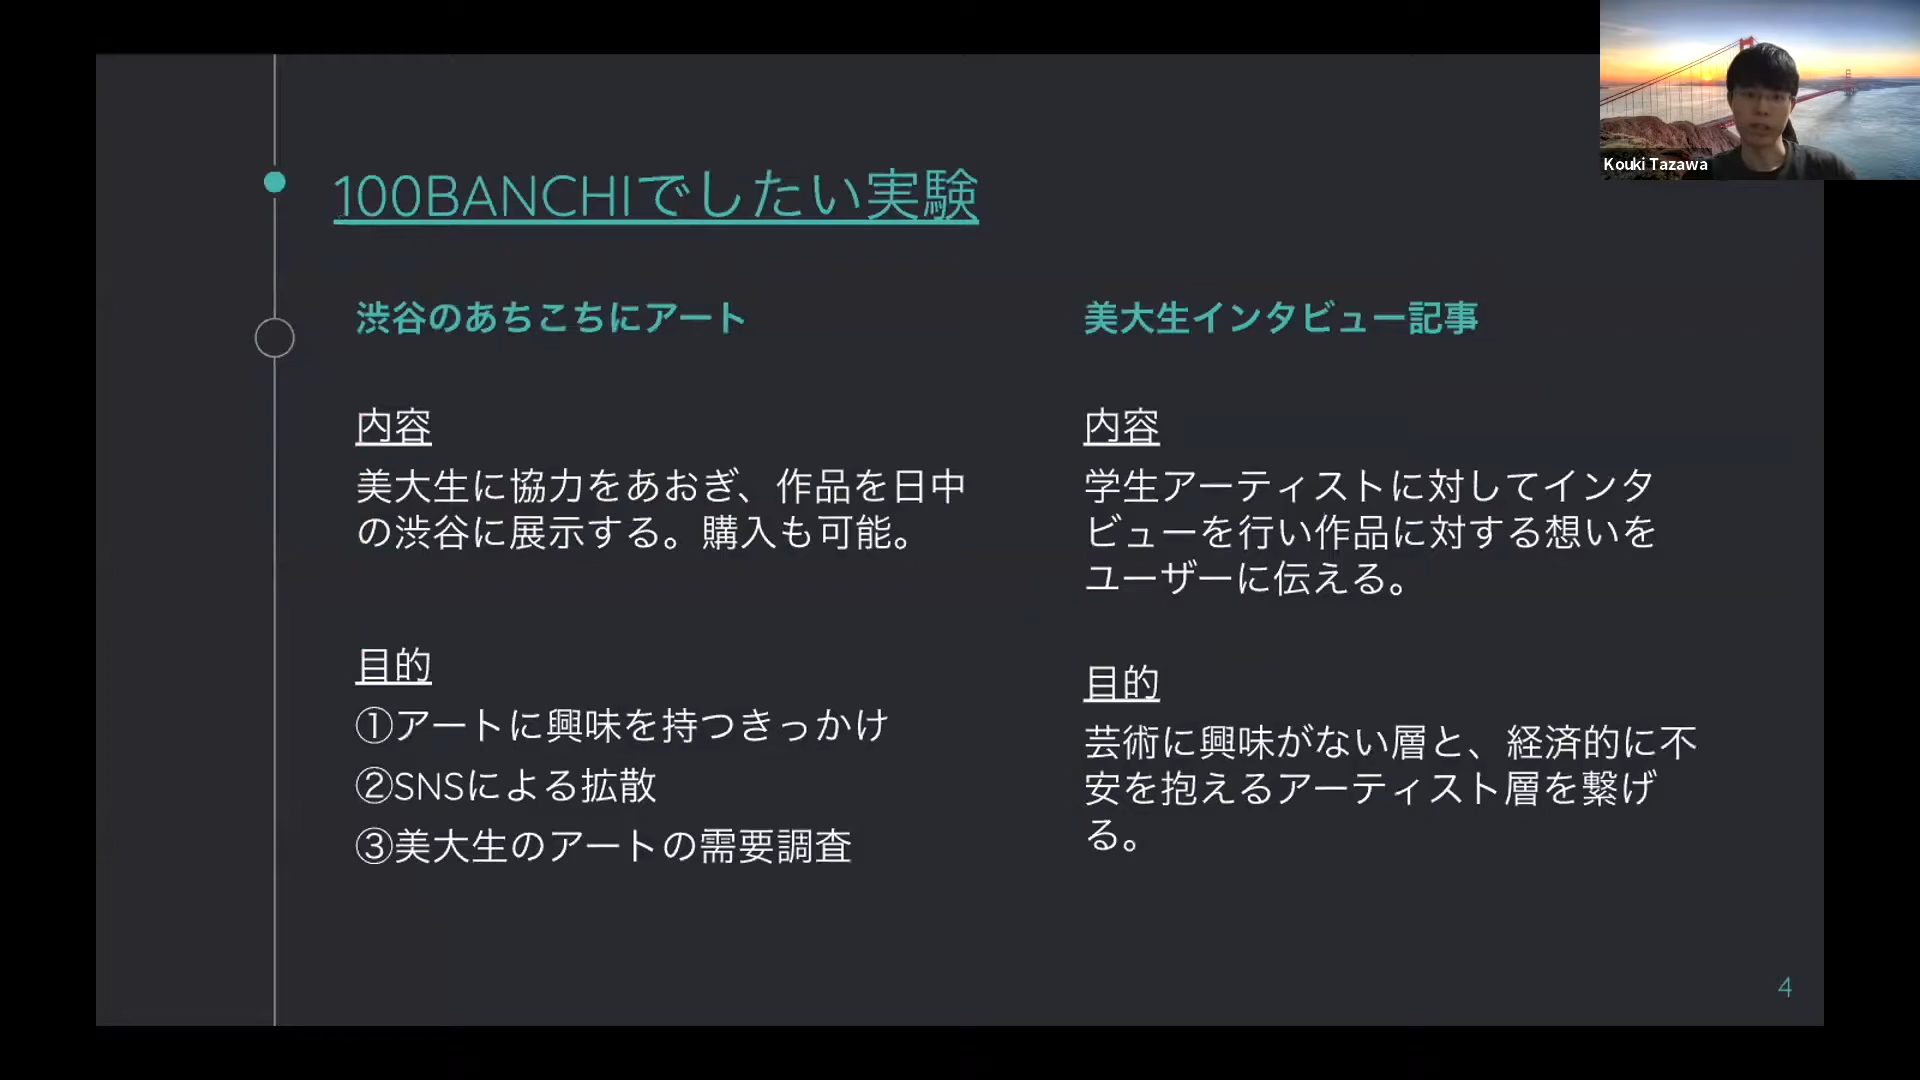 Kouki Tazawa
100BANCHIでしたい実験
渋谷のあちこちにアート
内容
美大生に協力をあおぎ、作品を日中
の渋谷に展示する。購入も可能。
目的
①アートに興味を持つきっかけ
②SNSによる拡散
③美大生のアートの需要調査
美大生インタビュー記事
内容
学生アーティストに対してインタ
ビューを行い作品に対する想いを
ユーザーに伝える。
目的
芸術に興味がない層と、経済的に不
安を抱えるアーティスト層を繋げ
る。
4